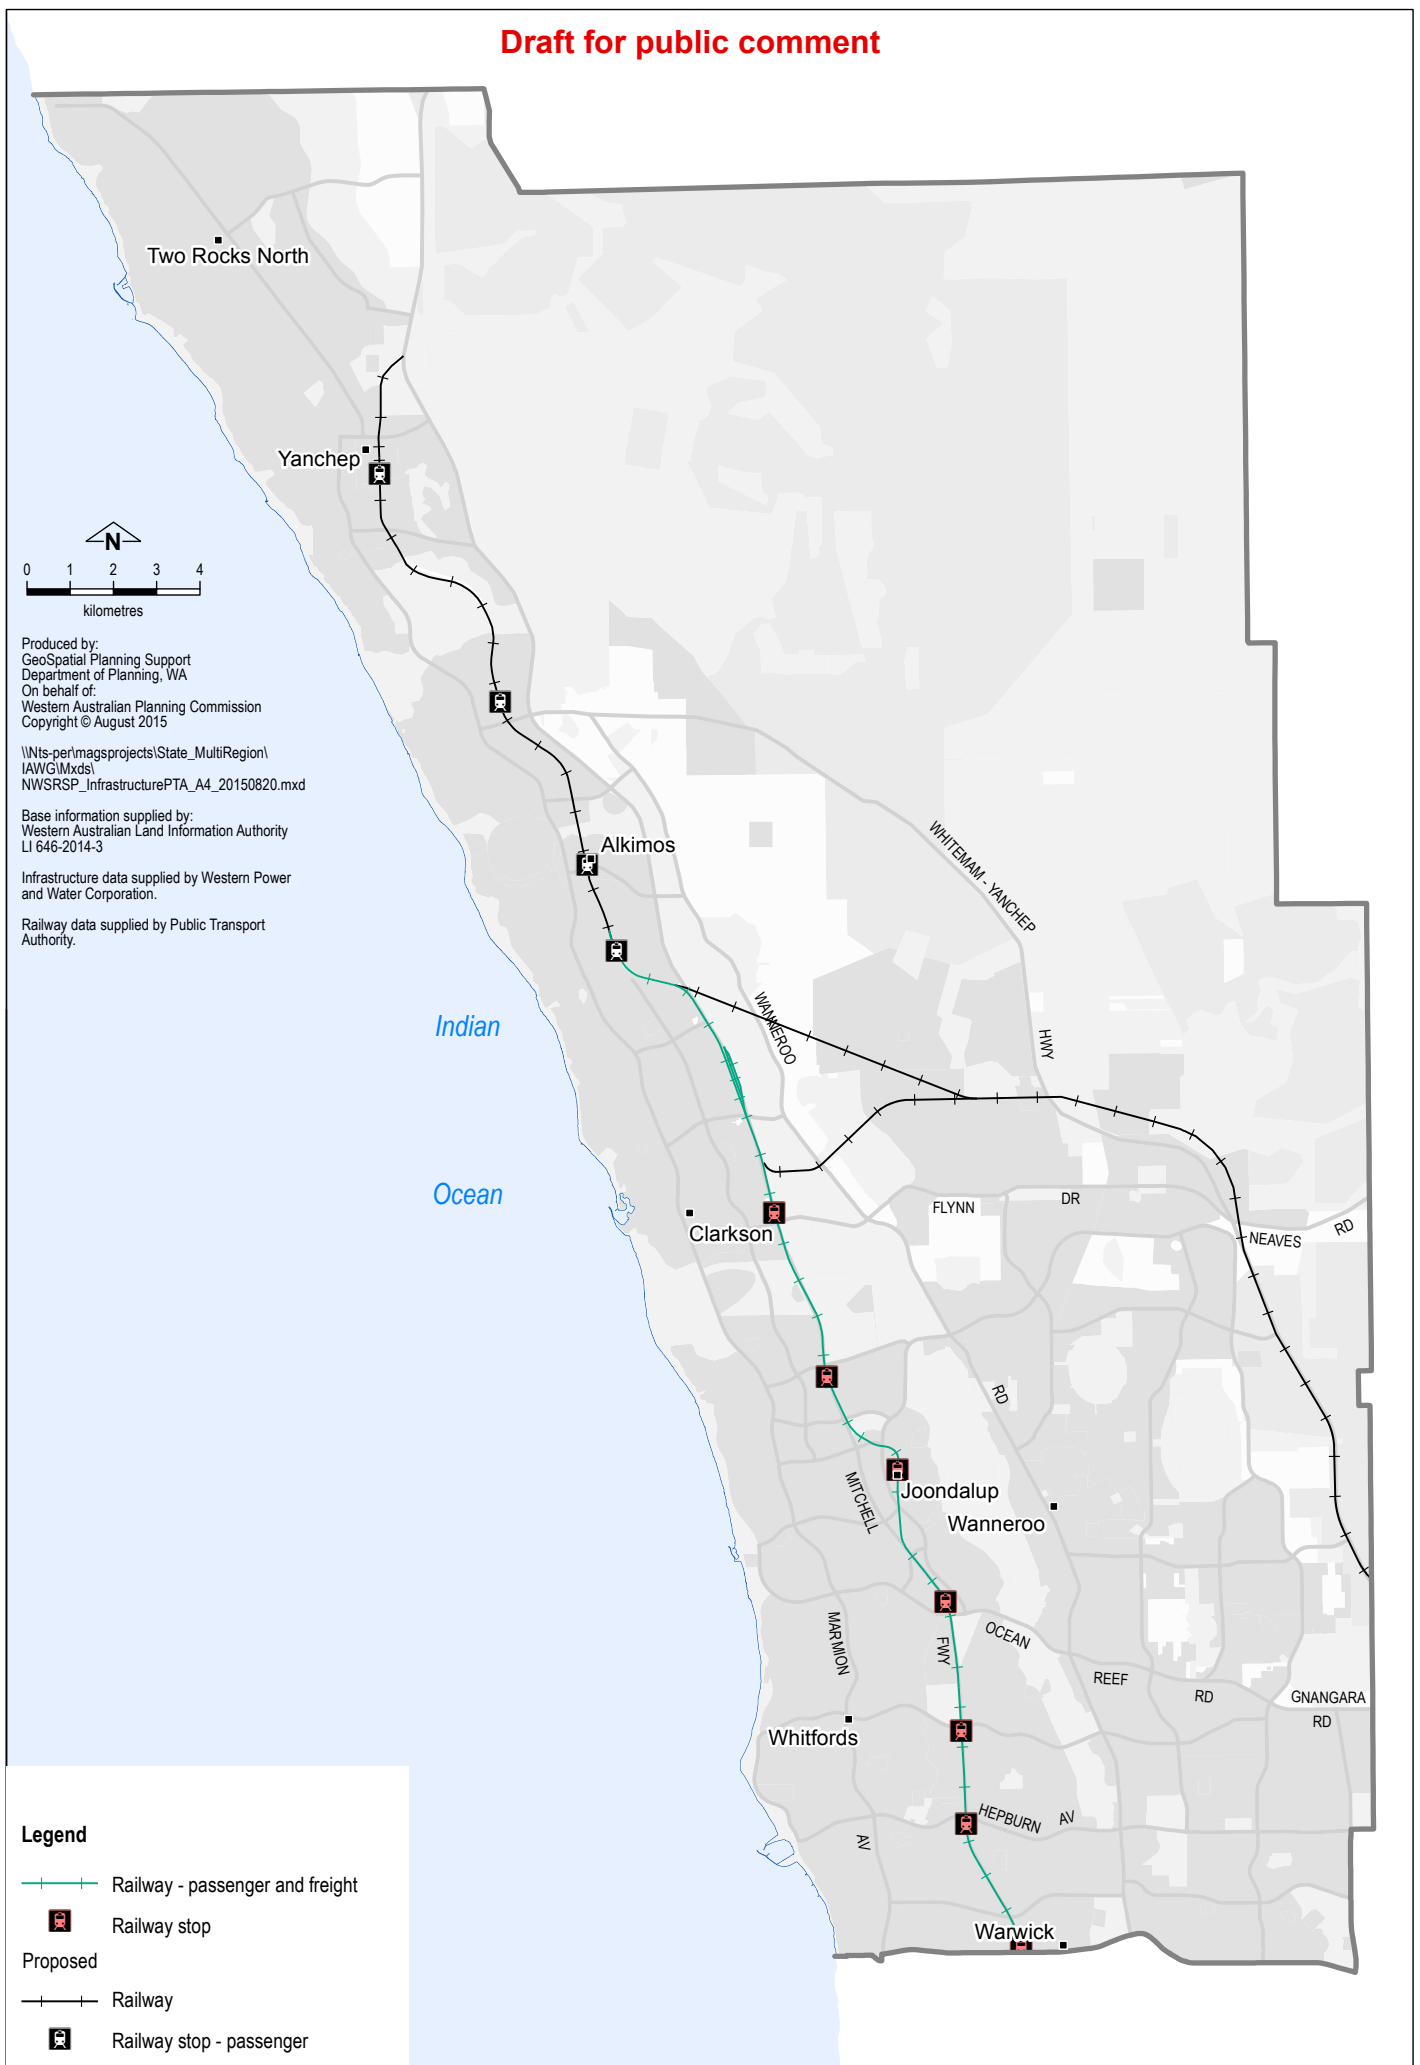 Draft for public comment
Two Rocks North
Yanchep
N
0 1 2 3 4
kilometres
Produced by:
GeoSpatial Planning Support
Department of Planning, WA
On behalf of:
Western Australian Planning Commission
Copyright © August 2015
\\Nts-per\magsprojects\State_MultiRegion\
IAWG\Mxds\
NWSRSP_InfrastructurePTA_A4_20150820.mxd
Base information supplied by:
Western Australian Land Information Authority
LI 646-2014-3
Infrastructure data supplied by Western Power
and Water Corporation.
Railway data supplied by Public Transport
Authority.
Alkimos
WHITEMAM - YANCHEP
HWY
WANNEROO
RD
Indian
Ocean
FLYNN
DR
NEAVES
RD
Clarkson
Joondalup
Wanneroo
MITCHELL
FWY
MARMION
AV
OCEAN
REEF
RD
GNANGARA
RD
Whitfords
HEPBURN
AV
Warwick
Legend
Railway - passenger and freight
Railway stop
Proposed
Railway
Railway stop - passenger